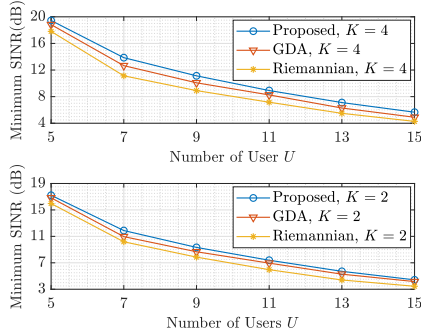 Minimum SINR(dB)
20
16
12
8
4
Proposed, K = 4
GDA, K = 4
Riemannian, K = 4
5 7 9 11 13 15
Number of User U
Minimum SINR (dB)
19
15
11
7
3
Proposed, K = 2
GDA, K = 2
Riemannian, K = 2
5 7 9 11 13 15
Number of Users U